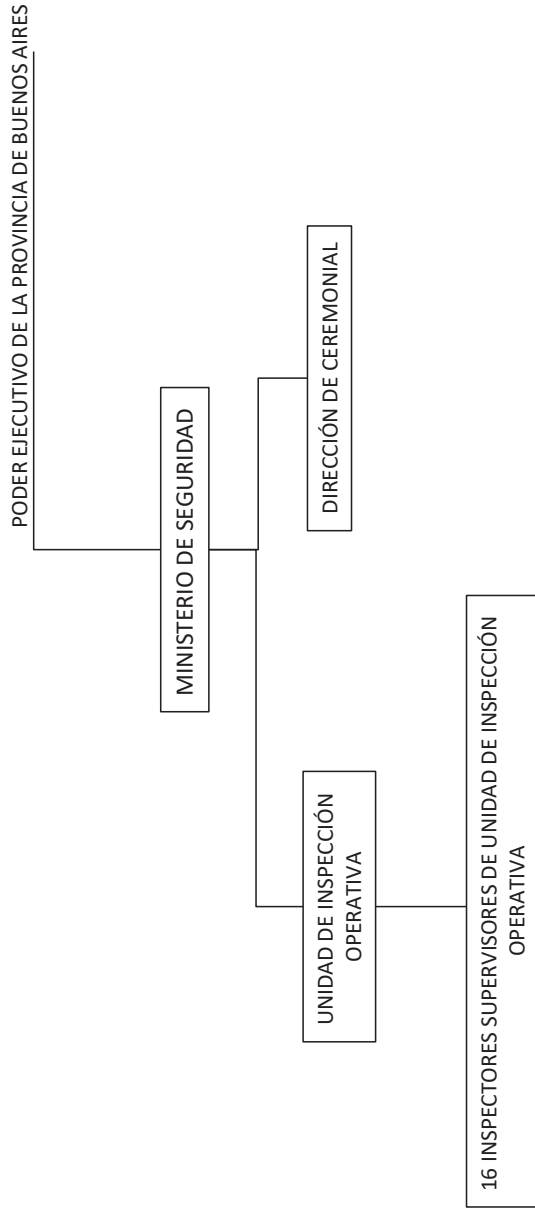 PODER EJECUTIVO DE LA PROVINCIA DE BUENOS AIRES
MINISTERIO DE SEGURIDAD
UNIDAD DE INSPECCIÓN
OPERATIVA
DIRECCIÓN DE CEREMONIAL
16 INSPECTORES SUPERVISORES DE UNIDAD DE INSPECCIÓN
OPERATIVA